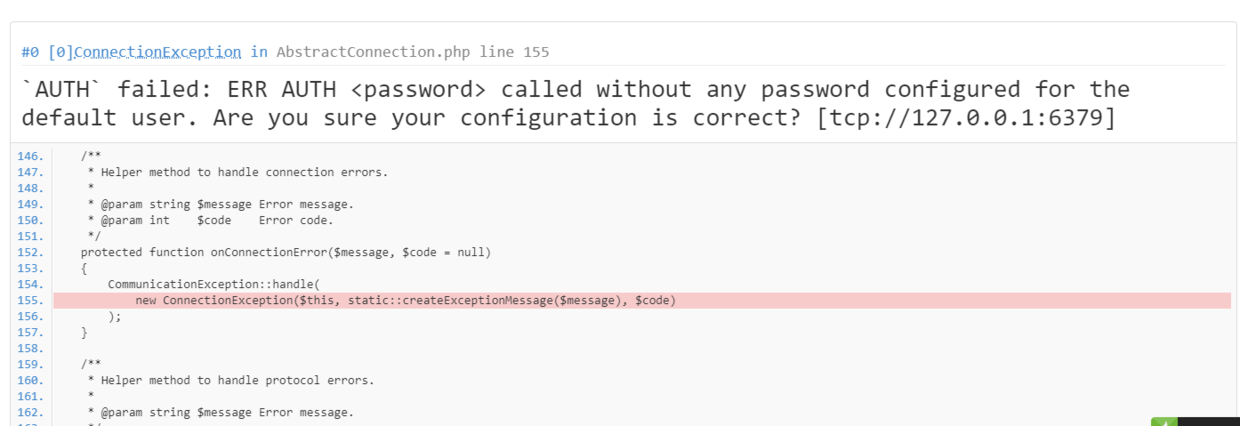 #0 [0]ConnectionException in AbstractConnection.php line 155
`AUTH` failed: ERR AUTH <password> called without any password configured for the
default user. Are you sure your configuration is correct? [tcp://127.0.0.1:6379]
146. /**
147. * Helper method to handle connection errors.
148. *
149. * @param string $message Error message.
150. * @param int    $code    Error code.
151. */
152. protected function onConnectionError($message, $code = null)
153. {
154. CommunicationException::handle(
155. new ConnectionException($this, static::createExceptionMessage($message), $code)
156. );
157. }
158.
159. /**
160. * Helper method to handle protocol errors.
161. *
162. * @param string $message Error message.